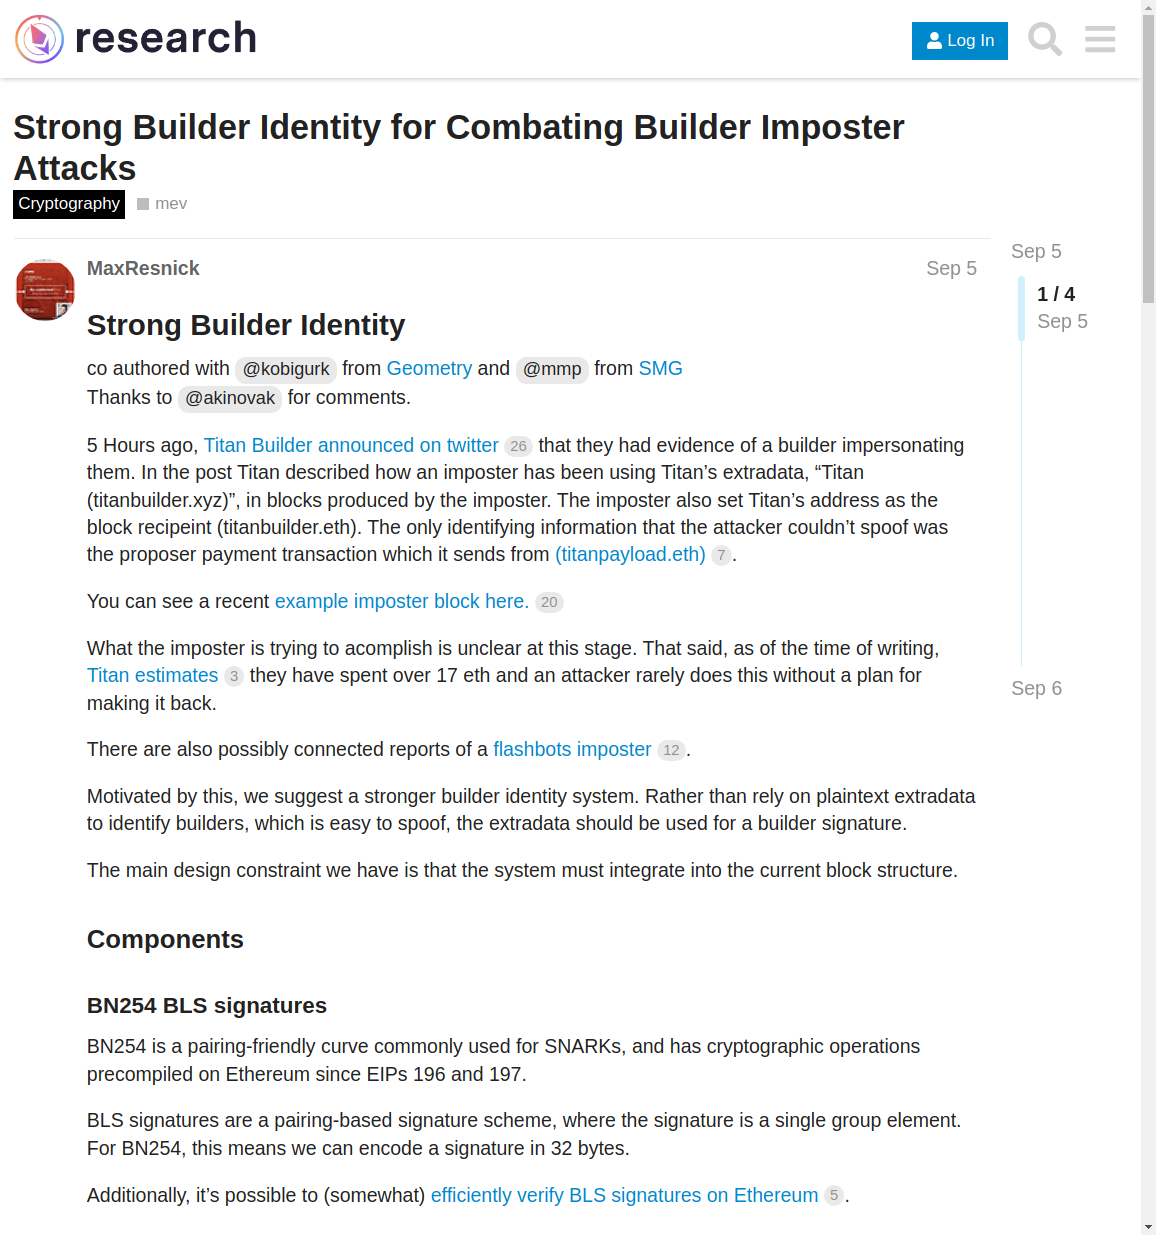 research
Log In
Strong Builder Identity for Combating Builder Imposter
Attacks
Cryptography
mev
Sep 5
MaxResnick
Sep 5
1 / 4
Sep 5
Strong Builder Identity
co authored with @kobigurk from Geometry and @mmp from SMG
Thanks to @akinovak for comments.
5 Hours ago, Titan Builder announced on twitter 26 that they had evidence of a builder impersonating
them. In the post Titan described how an imposter has been using Titan’s extradata, “Titan
(titanbuilder.xyz)”, in blocks produced by the imposter. The imposter also set Titan’s address as the
block recipeint (titanbuilder.eth). The only identifying information that the attacker couldn’t spoof was
the proposer payment transaction which it sends from (titanpayload.eth) 7.
You can see a recent example imposter block here. 20
What the imposter is trying to acomplish is unclear at this stage. That said, as of the time of writing,
Titan estimates 3 they have spent over 17 eth and an attacker rarely does this without a plan for
making it back.
Sep 6
There are also possibly connected reports of a flashbots imposter 12.
Motivated by this, we suggest a stronger builder identity system. Rather than rely on plaintext extradata
to identify builders, which is easy to spoof, the extradata should be used for a builder signature.
The main design constraint we have is that the system must integrate into the current block structure.
Components
BN254 BLS signatures
BN254 is a pairing-friendly curve commonly used for SNARKs, and has cryptographic operations
precompiled on Ethereum since EIPs 196 and 197.
BLS signatures are a pairing-based signature scheme, where the signature is a single group element.
For BN254, this means we can encode a signature in 32 bytes.
Additionally, it’s possible to (somewhat) efficiently verify BLS signatures on Ethereum 5.